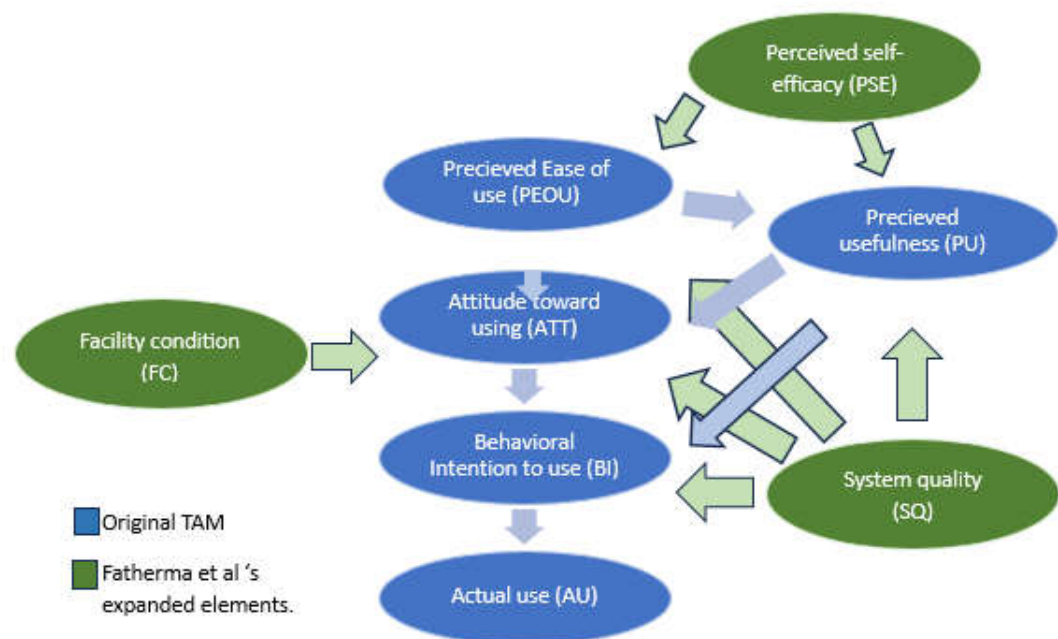 Perceived self-
efficacy (PSE)
Precieved Ease of
use (PEOU)
Precieved
usefulness (PU)
Attitude toward
using (ATT)
Facility condition
(FC)
Behavioral
Intention to use (BI)
System quality
(SQ)
Original TAM
Fatherma et al ‘s
expanded elements.
Actual use (AU)